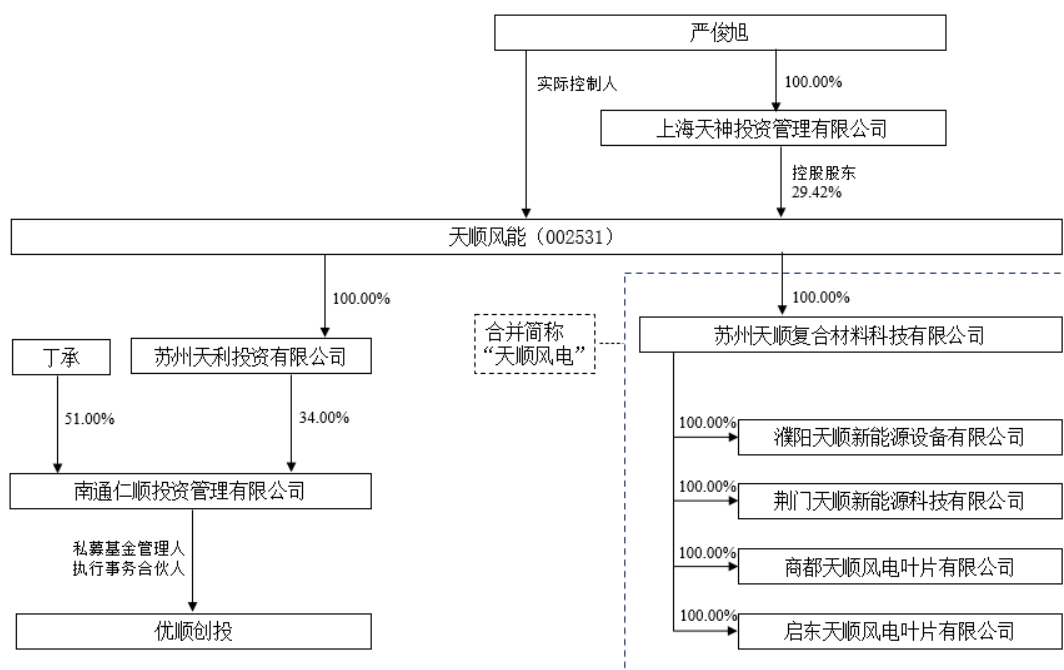 严俊旭
实际控制人
100.00%
上海天神投资管理有限公司
控股股东
29.42%
天顺风能（002531）
100.00%
100.00%
合并简称
“天顺风电”
苏州天顺复合材料科技有限公司
丁承
苏州天利投资有限公司
51.00%
34.00%
100.00%
濮阳天顺新能源设备有限公司
南通仁顺投资管理有限公司
100.00%
荆门天顺新能源科技有限公司
私募基金管理人
执行事务合伙人
100.00%
商都天顺风电叶片有限公司
优顺创投
100.00%
启东天顺风电叶片有限公司